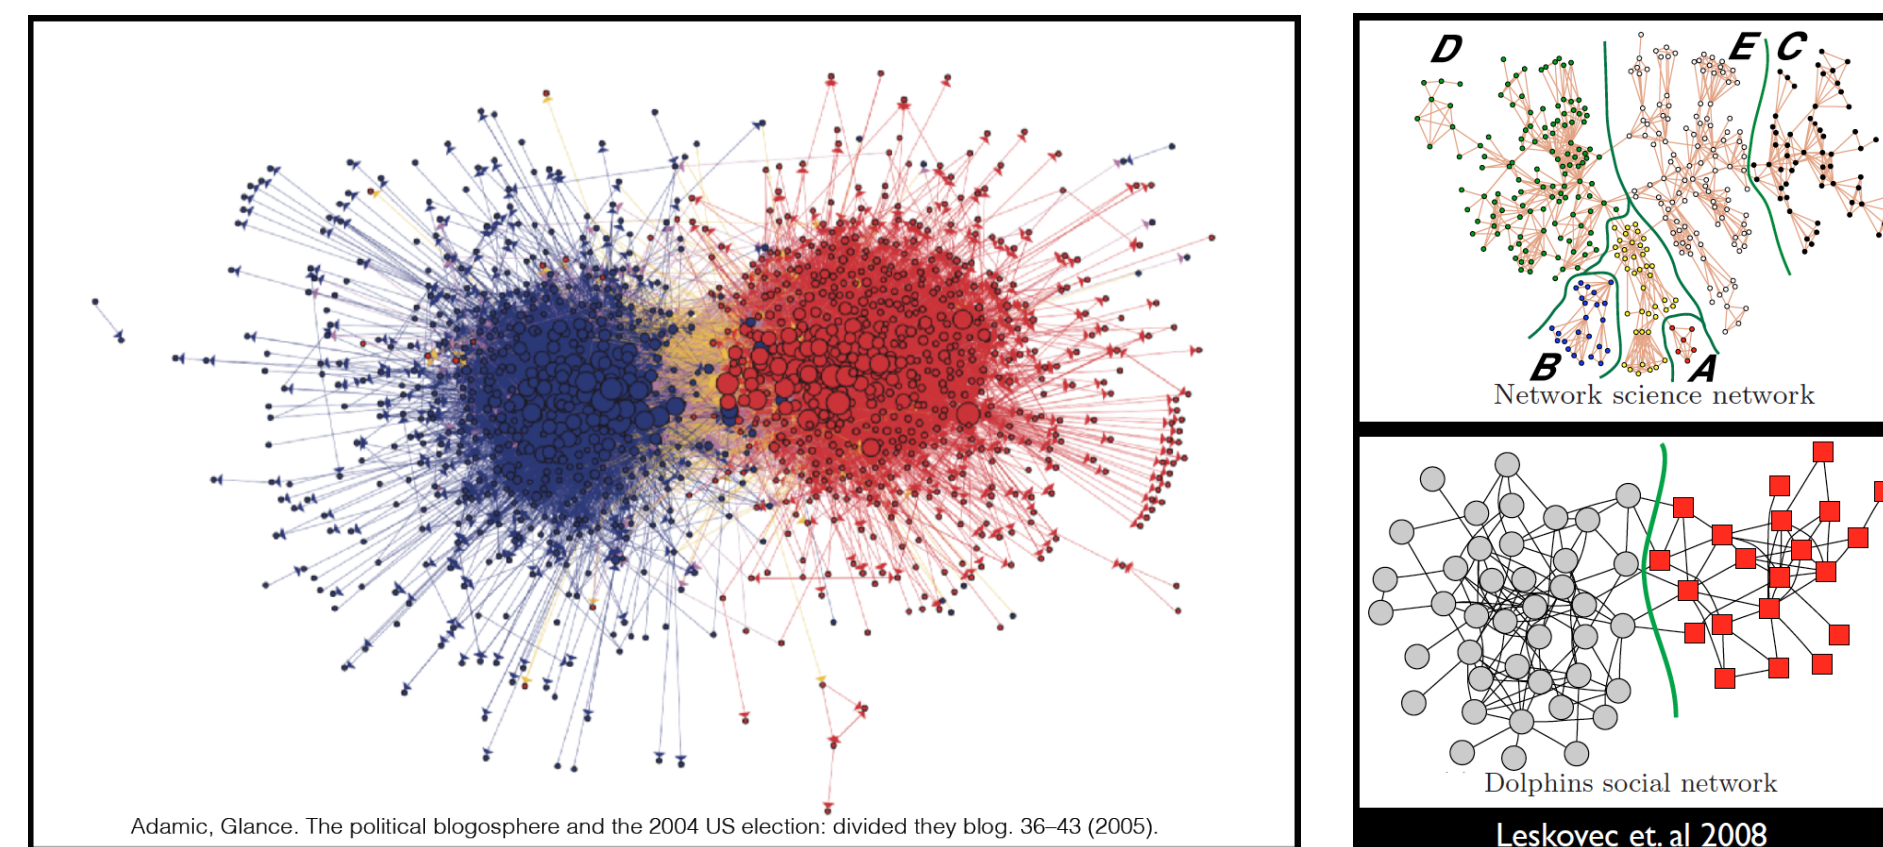 Adamic, Glance. The political blogosphere and the 2004 US election: divided they blog. 36–43 (2005).
D
E
C
B
A
Network science network
Dolphins social network
Leskovec et. al 2008